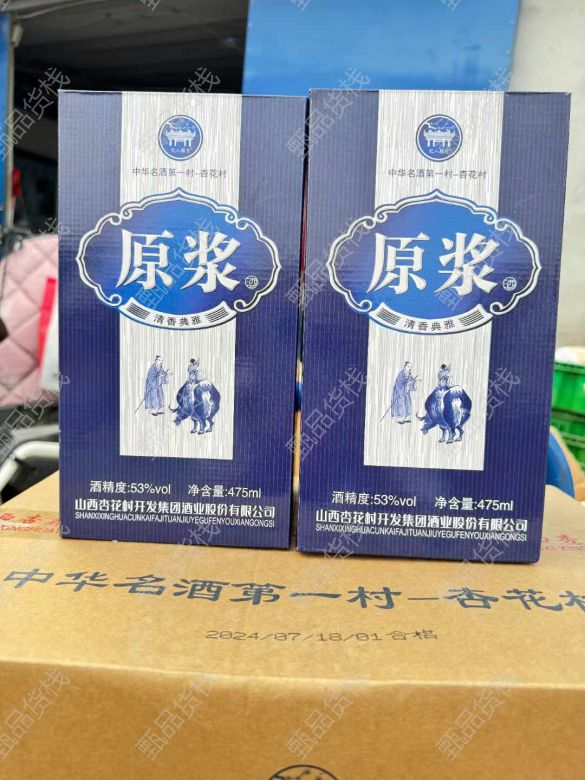 中华名酒第一村—杏花村
原浆
清香典雅
酒精度:53%vol 净含量:475ml
山西杏花村开发集团酒业股份有限公司
SHANXIXINGHUACUNKAIFAJITUANJIUYEGUFENYOUXIANGONGSI
中华名酒第一村—杏花村
原浆
清香典雅
酒精度:53%vol 净含量:475ml
山西杏花村开发集团酒业股份有限公司
SHANXIXINGHUACUNKAIFAJITUANJIUYEGUFENYOUXIANGONGSI
中华名酒第一村—杏花村
2024/07/18/01合格
甄品货栈